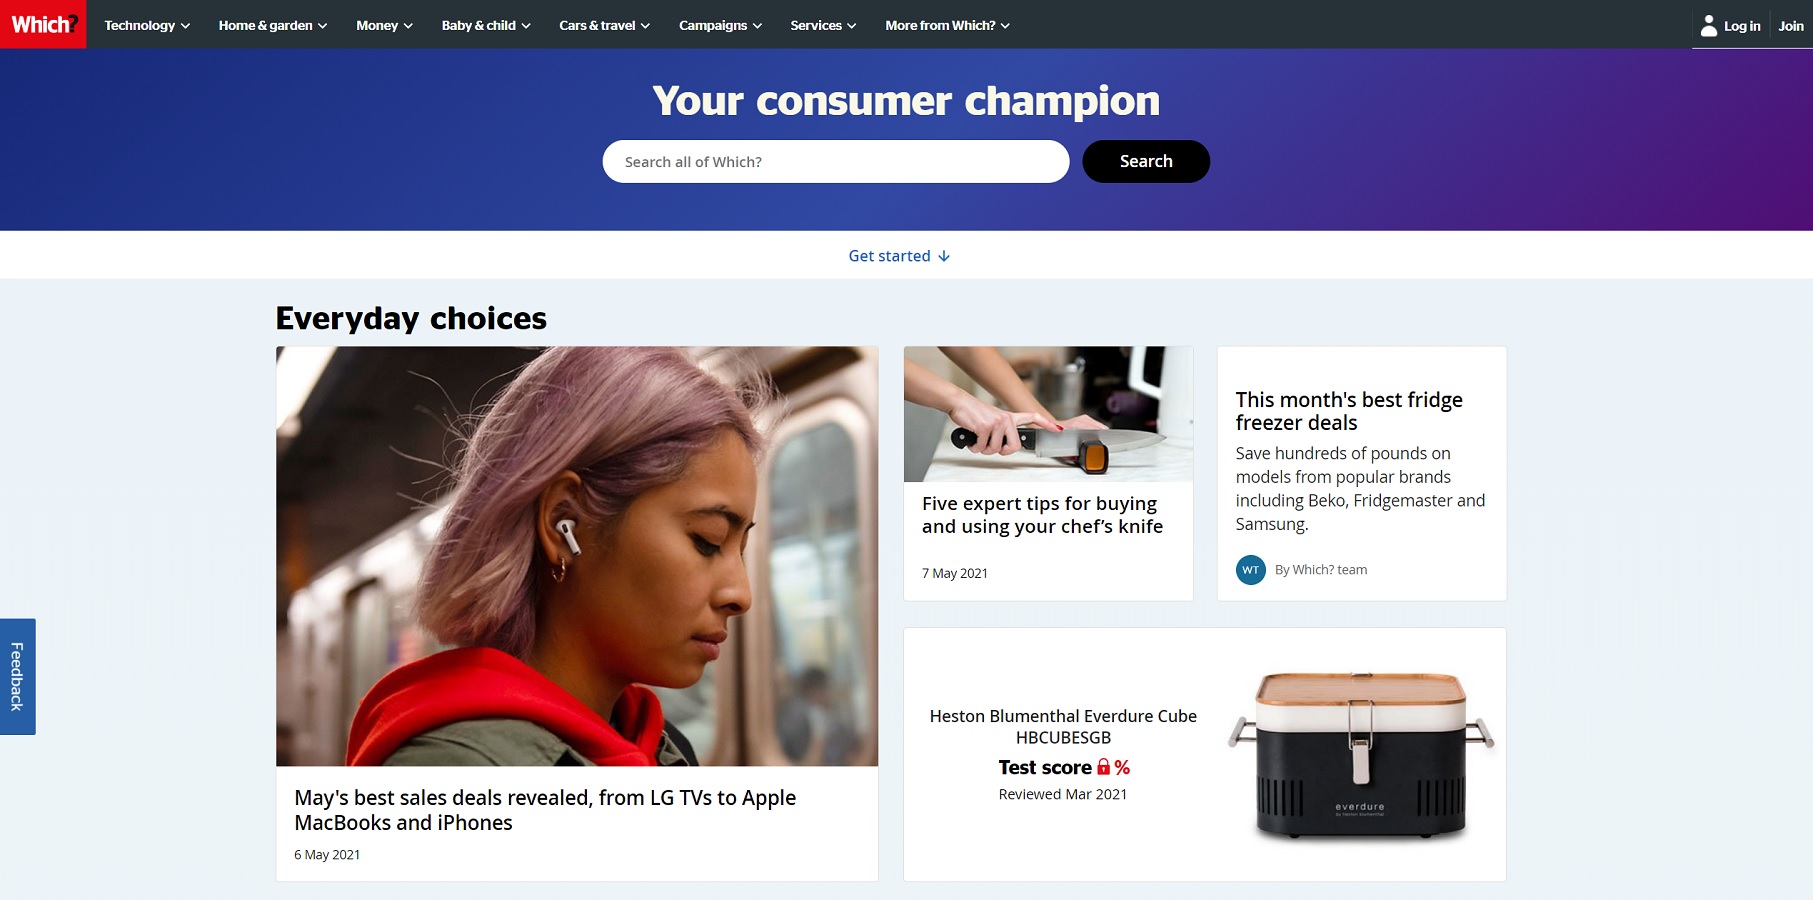 Which?
Technology
Home & garden
Money
Baby & child
Cars & travel
Campaigns
Services
More from Which?
Log in
Join
Your consumer champion
Search all of Which?
Search
Get started
Everyday choices
May's best sales deals revealed, from LG TVs to Apple
MacBooks and iPhones
6 May 2021
Five expert tips for buying
and using your chef’s knife
7 May 2021
This month's best fridge
freezer deals
Save hundreds of pounds on
models from popular brands
including Beko, Fridgemaster and
Samsung.
WT
By Which? team
Heston Blumenthal Everdure Cube
HBCUBESGB
Test score %
Reviewed Mar 2021
everdure
by heston blumenthal
Feedback